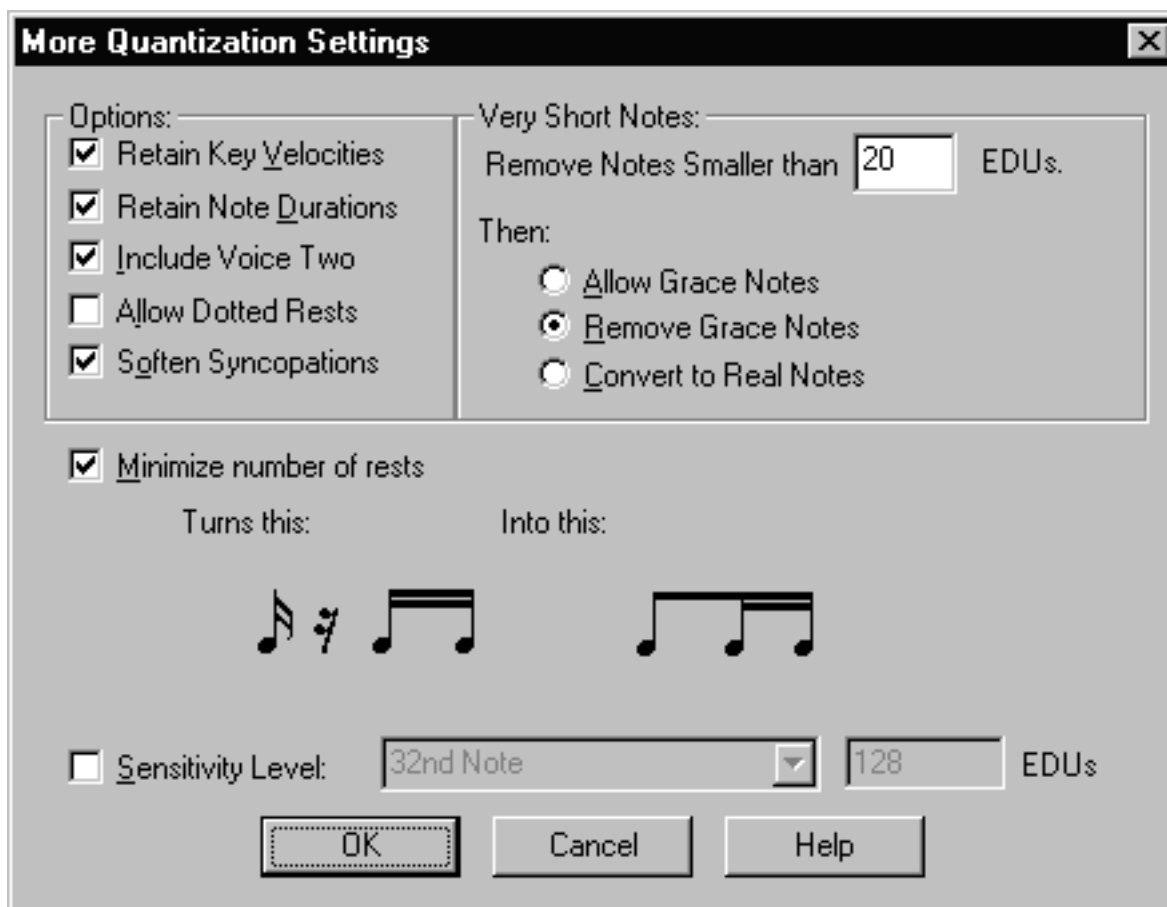 More Quantization Settings
Options:
Retain Key Velocities
Retain Note Durations
Include Voice Two
Allow Dotted Rests
Soften Syncopations
Very Short Notes:
Remove Notes Smaller than 20 EDUs.
Then:
Allow Grace Notes
Remove Grace Notes
Convert to Real Notes
Minimize number of rests
Turns this: Into this:
Sensitivity Level: 32nd Note 128 EDUs
OK Cancel Help